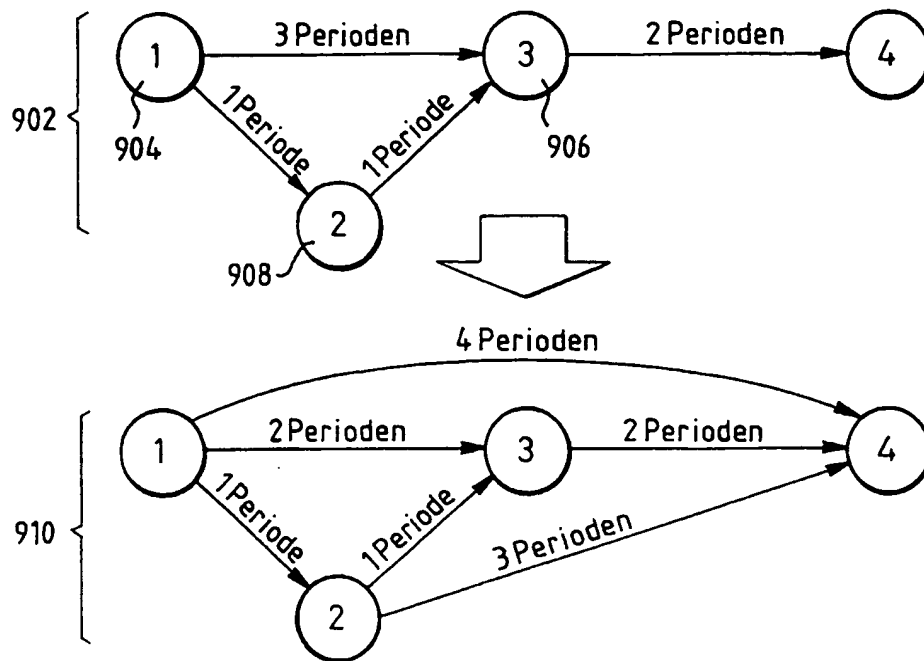 1
3 Perioden
3
2 Perioden
4
902
904
1 Periode
1 Periode
906
2
908
4 Perioden
1
2 Perioden
3
2 Perioden
4
910
1 Periode
1 Periode
3 Perioden
2